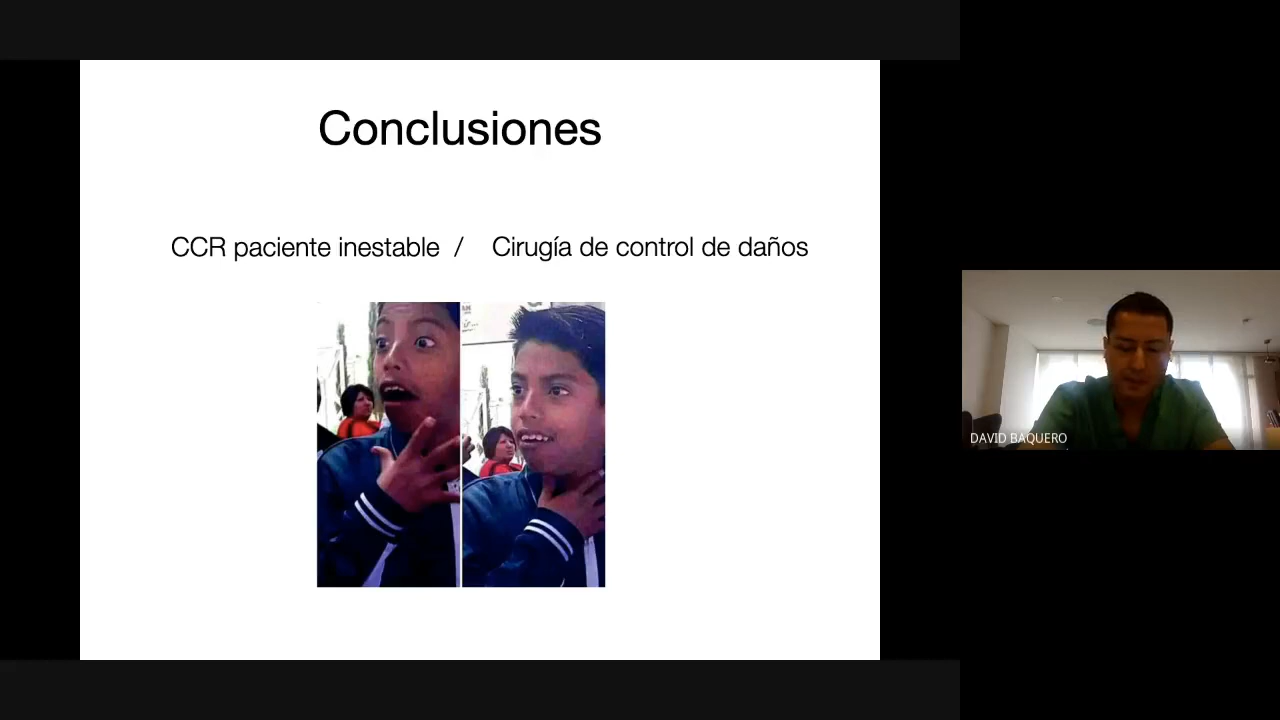 Conclusiones
CCR paciente inestable / Cirugía de control de daños
DAVID BAQUERO